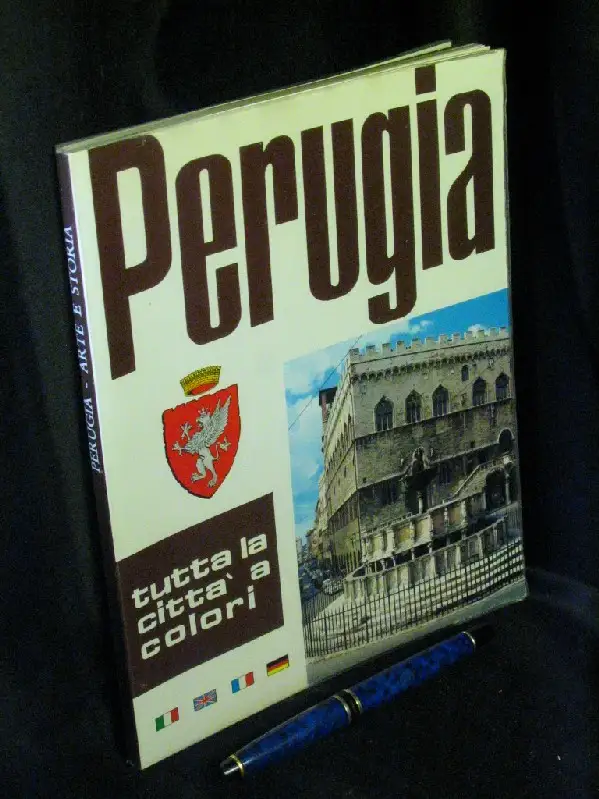 Perugia
PERUGIA - ARTE E STORIA
tutta la
citta` a
colori